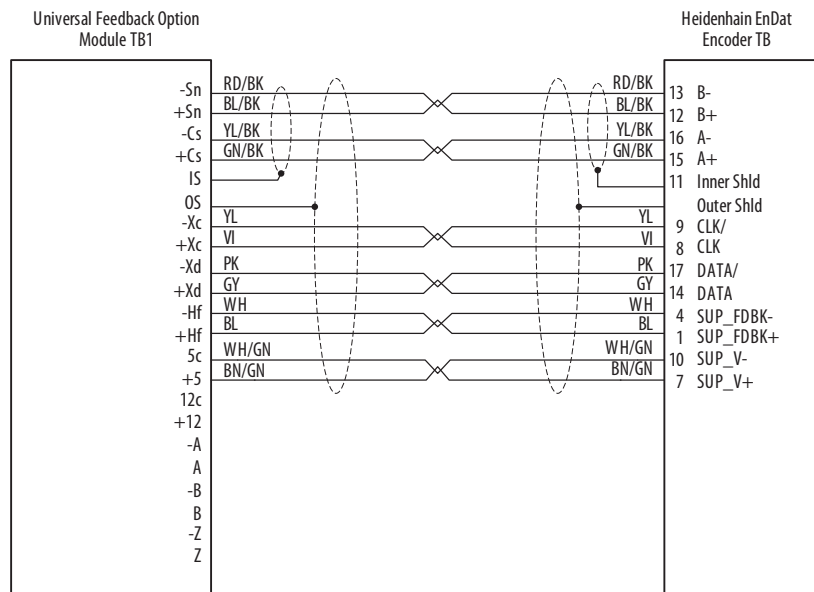 Universal Feedback Option
Module TB1
Heidenhain EnDat
Encoder TB
-Sn RD/BK RD/BK 13 B-
+Sn BL/BK BL/BK 12 B+
-Cs YL/BK YL/BK 16 A-
+Cs GN/BK GN/BK 15 A+
IS 11 Inner Shld
OS Outer Shld
-Xc YL YL 9 CLK/
+Xc VI VI 8 CLK
-Xd PK PK 17 DATA/
+Xd GY GY 14 DATA
-Hf WH WH 4 SUP_FDBK-
+Hf BL BL 1 SUP_FDBK+
5c WH/GN WH/GN 10 SUP_V-
+5 BN/GN BN/GN 7 SUP_V+
12c
+12
-A
A
-B
B
-Z
Z